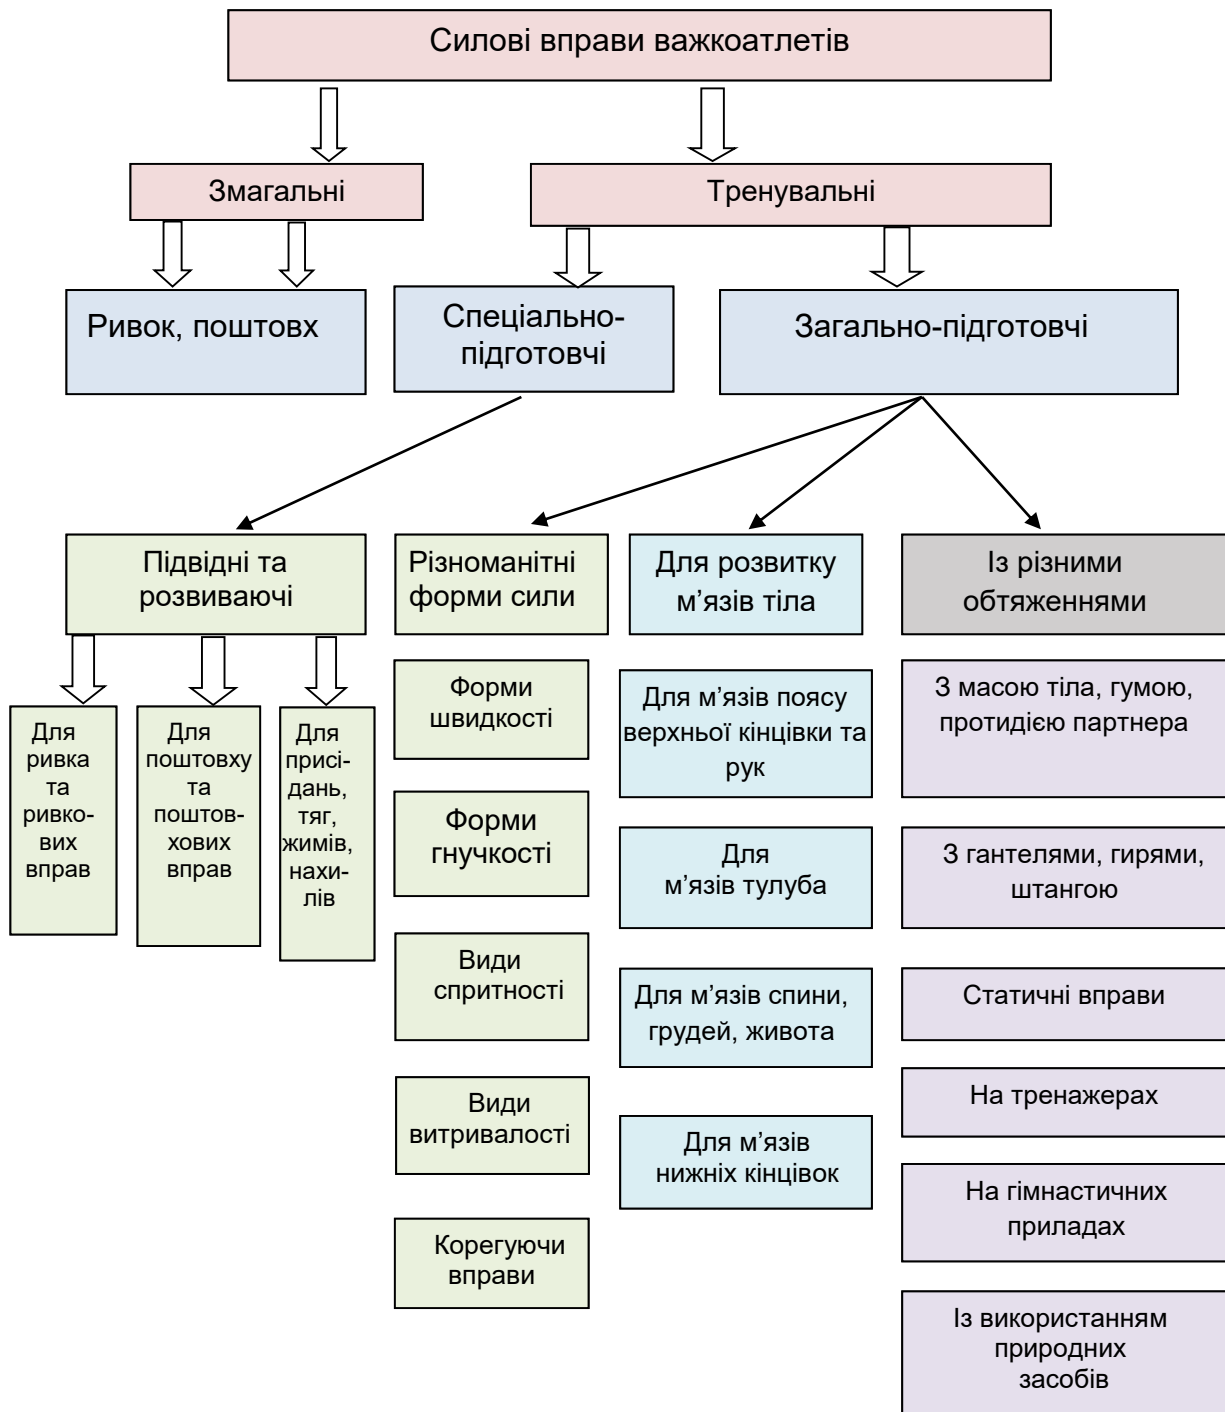 Силові вправи важкоатлетів
Змагальні
Тренувальні
Ривок, поштовх
Спеціально-
підготовчі
Загально-підготовчі
Підвідні та
розвиваючі
Різноманітні
форми сили
Для розвитку
м’язів тіла
Із різними
обтяженнями
Для
ривка
та
ривко-
вих
вправ
Для
поштовху
та
поштов-
хових
вправ
Для
присі-
дань,
тяг,
жимів,
нахи-
лів
Форми
швидкості
Форми
гнучкості
Види
спритності
Види
витривалості
Корегуючи
вправи
Для м’язів поясу
верхньої кінцівки та
рук
Для
м’язів тулуба
Для м’язів спини,
грудей, живота
Для м’язів
нижніх кінцівок
З масою тіла, гумою,
протидією партнера
З гантелями, гирями,
штангою
Статичні вправи
На тренажерах
На гімнастичних
приладах
Із використанням
природних
засобів